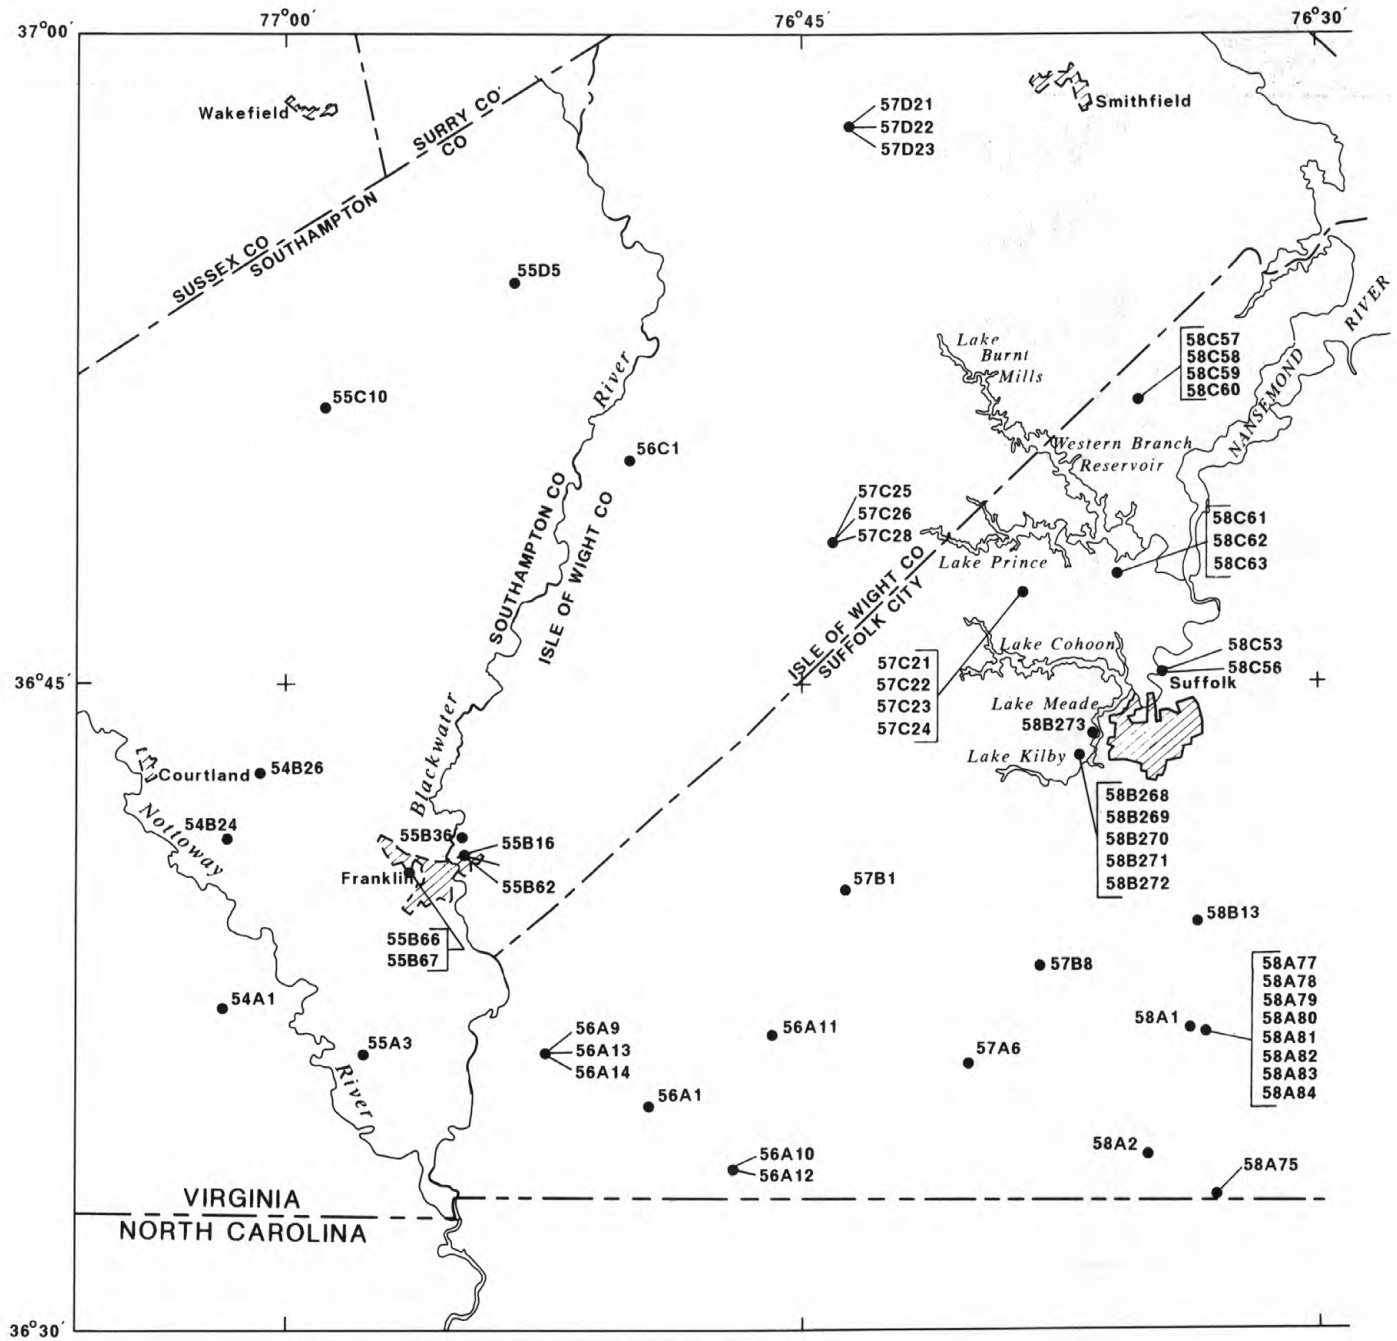 77°00´
76°45´
76°30´
37°00´
Wakefield
SURRY CO
CO
57D21
57D22
57D23
Smithfield
SUSSEX CO
SOUTHAMPTON
55D5
RIVER
NANSEMOND
58C57
58C58
58C59
58C60
Lake
Burnt
Mills
River
55C10
56C1
Western Branch
Reservoir
57C25
57C26
57C28
58C61
58C62
58C63
SOUTHAMPTON CO
ISLE OF WIGHT CO
Lake Prince
ISLE OF WIGHT CO
SUFFOLK CITY
Lake Cohoon
58C53
58C56
57C21
57C22
57C23
57C24
36°45´
Suffolk
Lake Meade
58B273
Lake Kilby
Blackwater
Courtland
54B26
58B268
58B269
58B270
58B271
58B272
Nottoway
54B24
55B36
55B16
55B62
Franklin
57B1
58B13
55B66
55B67
57B8
58A77
58A78
58A79
58A80
58A81
58A82
58A83
58A84
54A1
58A1
55A3
56A9
56A13
56A14
56A11
57A6
River
56A1
58A2
56A10
56A12
58A75
VIRGINIA
NORTH CAROLINA
36°30´